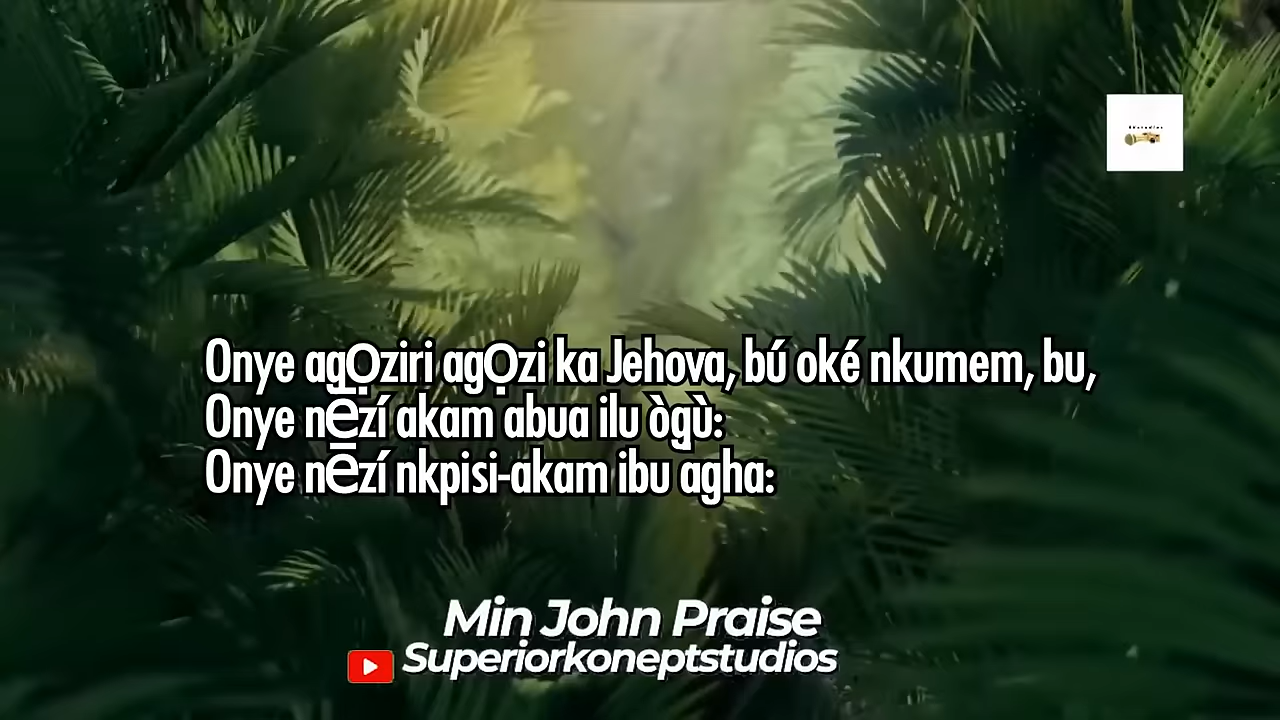 Onye agọziri agọzi ka Jehova, bú oké nkumem, bu,
Onye nēzí akam abua ilu ògù:
Onye nēzí nkpisi-akam ibu agha:
Min John Praise
Superiorkoneptstudios